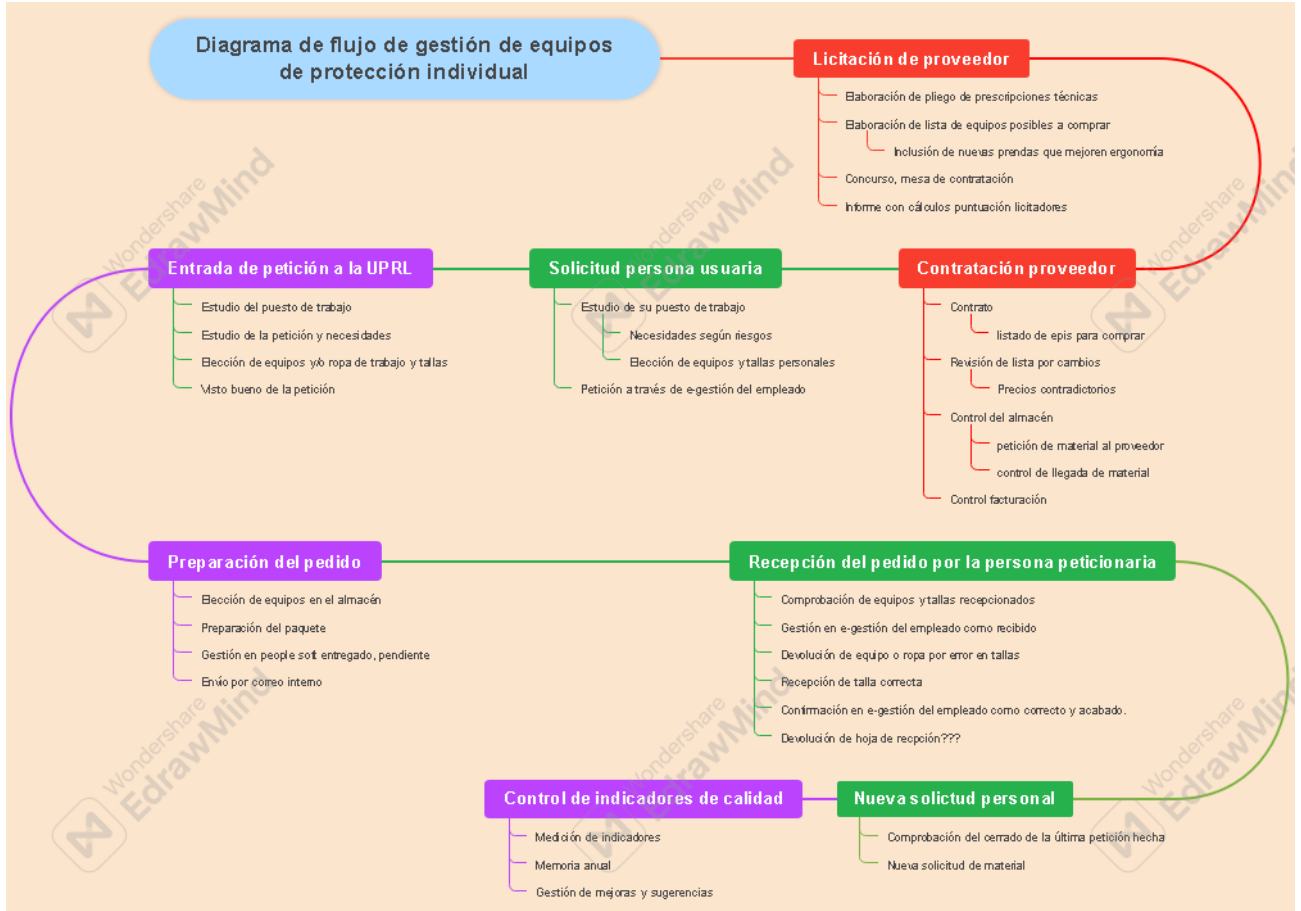 Diagrama de flujo de gestión de equipos
de protección individual
Licitación de proveedor
Elaboración de pliego de prescripciones técnicas
Elaboración de lista de equipos posibles a comprar
Inclusión de nuevas prendas que mejoren ergonomía
Concurso, mesa de contratación
Informe con cálculos puntuación licitadores
Entrada de petición a la UPRL
Estudio del puesto de trabajo
Estudio de la petición y necesidades
Elección de equipos y/o ropa de trabajo y tallas
Visto bueno de la petición
Solicitud persona usuaria
Estudio de su puesto de trabajo
Necesidades según riesgos
Elección de equipos y tallas personales
Petición a través de e-gestión del empleado
Contratación proveedor
Contrato
listado de epis para comprar
Revisión de lista por cambios
Precios contradictorios
Control del almacén
petición de material al proveedor
control de llegada de material
Control facturación
Preparación del pedido
Elección de equipos en el almacén
Preparación del paquete
Gestión en people soft entregado, pendiente
Envío por correo interno
Recepción del pedido por la persona peticionaria
Comprobación de equipos y tallas recepcionados
Gestión en e-gestión del empleado como recibido
Devolución de equipo o ropa por error en tallas
Recepción de talla correcta
Confirmación en e-gestión del empleado como correcto y acabado.
Devolución de hoja de recpción???
Control de indicadores de calidad
Medición de indicadores
Memoria anual
Gestión de mejoras y sugerencias
Nueva solictud personal
Comprobación del cerrado de la última petición hecha
Nueva solicitud de material
Wondershare
EdrawMind
Wondershare
EdrawMind
Wondershare
EdrawMind
Wondershare
EdrawMind
Wondershare
EdrawMind
Wondershare
EdrawMind